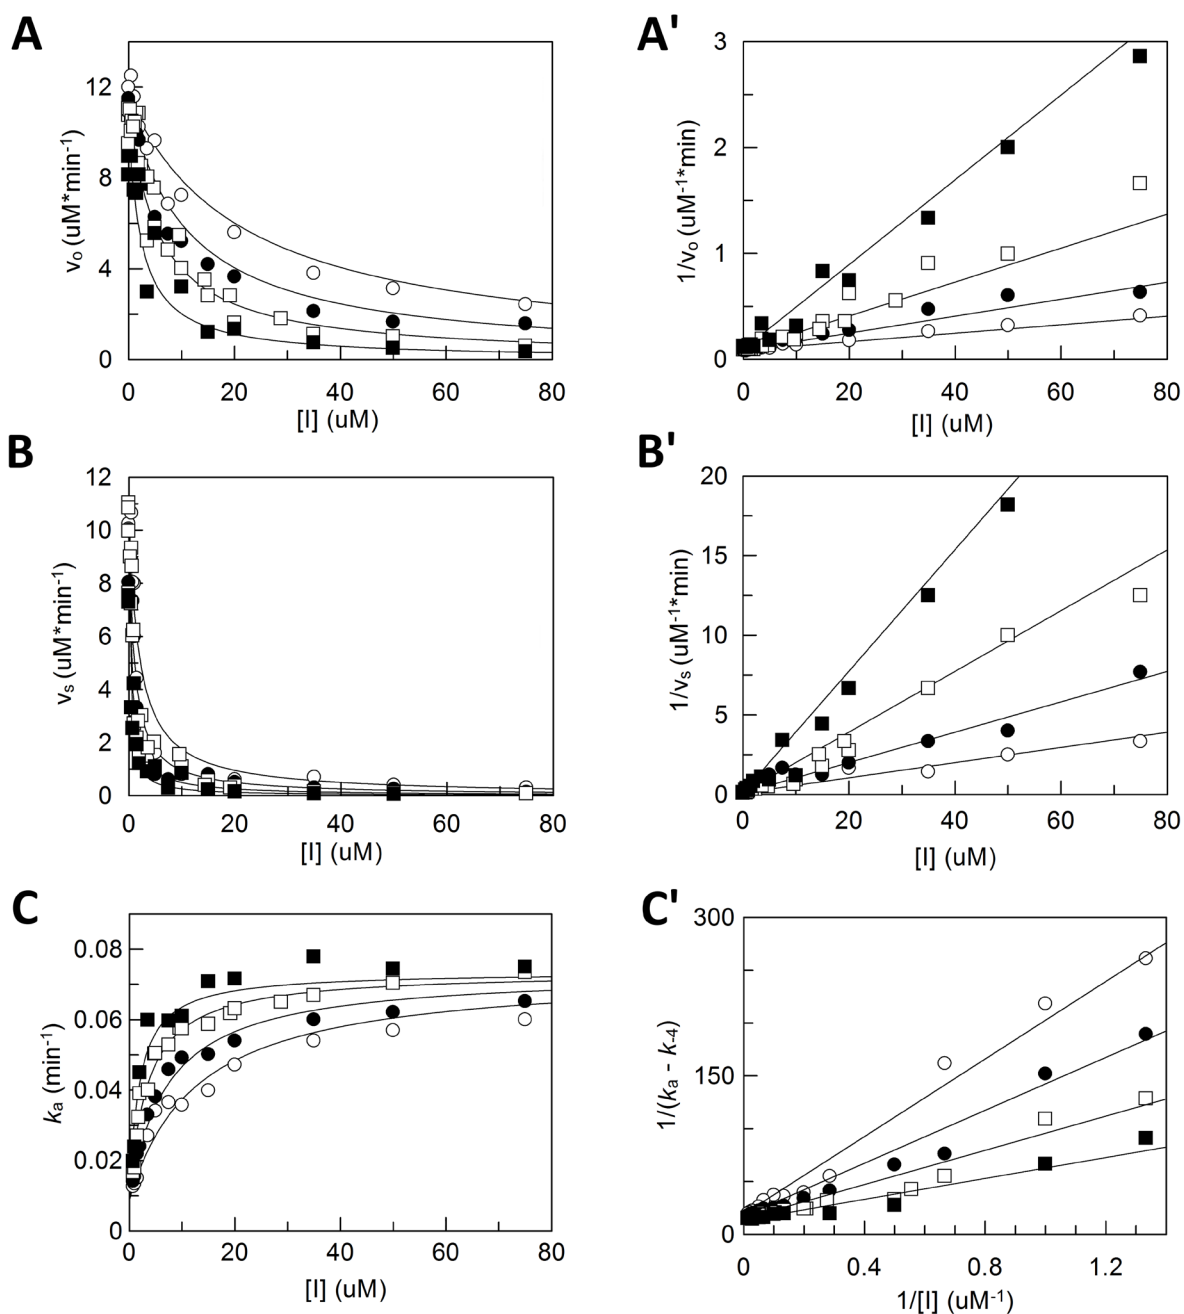 A
12
8
4
0
vo (uM*min-1)
0 20 40 60 80
[I] (uM)
A'
3
2
1
0
1/vo (uM-1*min)
0 20 40 60 80
[I] (uM)
B
12
10
8
6
4
2
0
vs (uM*min-1)
0 20 40 60 80
[I] (uM)
B'
20
15
10
5
0
1/vs (uM-1*min)
0 20 40 60 80
[I] (uM)
C
0.08
0.06
0.04
0.02
0
ka (min-1)
0 20 40 60 80
[I] (uM)
C'
300
150
0
1/(ka - k-4)
0 0.4 0.8 1.2
1/[I] (uM-1)